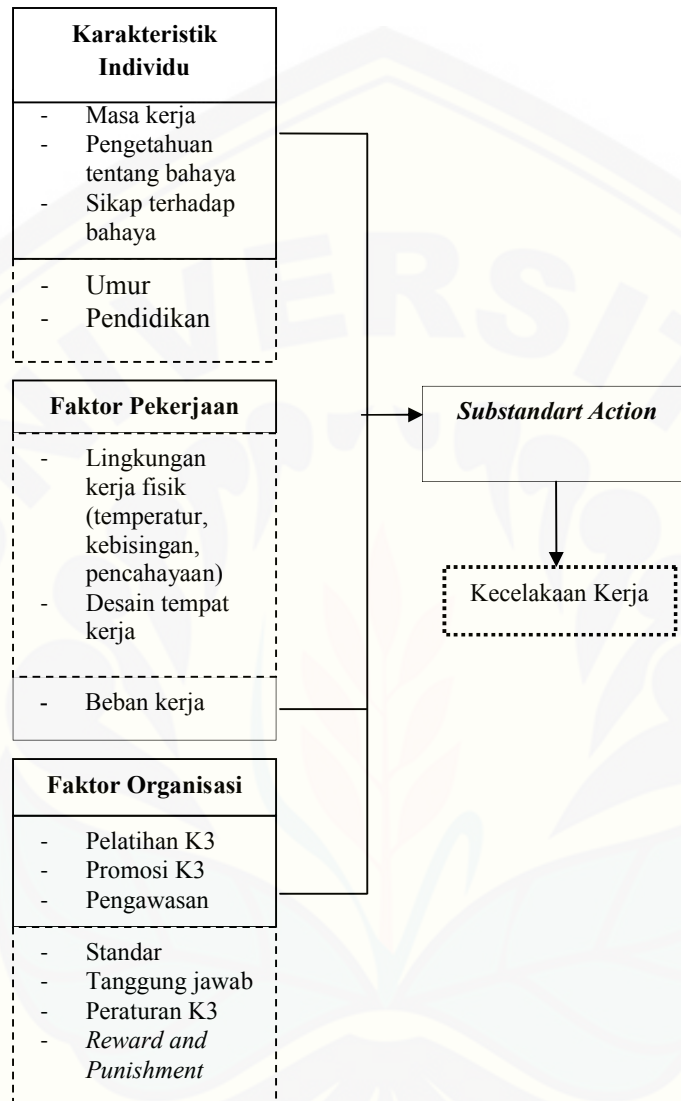 Karakteristik
Individu
- Masa kerja
- Pengetahuan
tentang bahaya
- Sikap terhadap
bahaya
- Umur
- Pendidikan
Faktor Pekerjaan
- Lingkungan
kerja fisik
(temperatur,
kebisingan,
pencahayaan)
- Desain tempat
kerja
- Beban kerja
Faktor Organisasi
- Pelatihan K3
- Promosi K3
- Pengawasan
- Standar
- Tanggung jawab
- Peraturan K3
- Reward and
Punishment
Substandart Action
Kecelakaan Kerja
UNIVERSIT